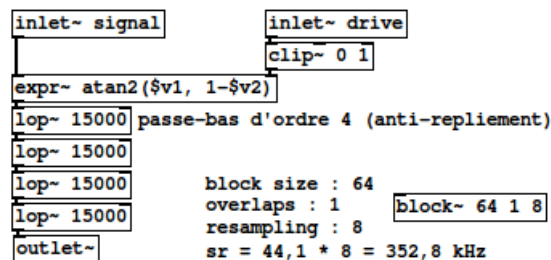 inlet~ signal
inlet~ drive
clip~ 0 1
expr~ atan2($v1, 1-$v2)
lop~ 15000 passe-bas d'ordre 4 (anti-repliement)
lop~ 15000
lop~ 15000
lop~ 15000
outlet~
block size : 64
overlaps : 1
resampling : 8
sr = 44,1 * 8 = 352,8 kHz
block~ 64 1 8